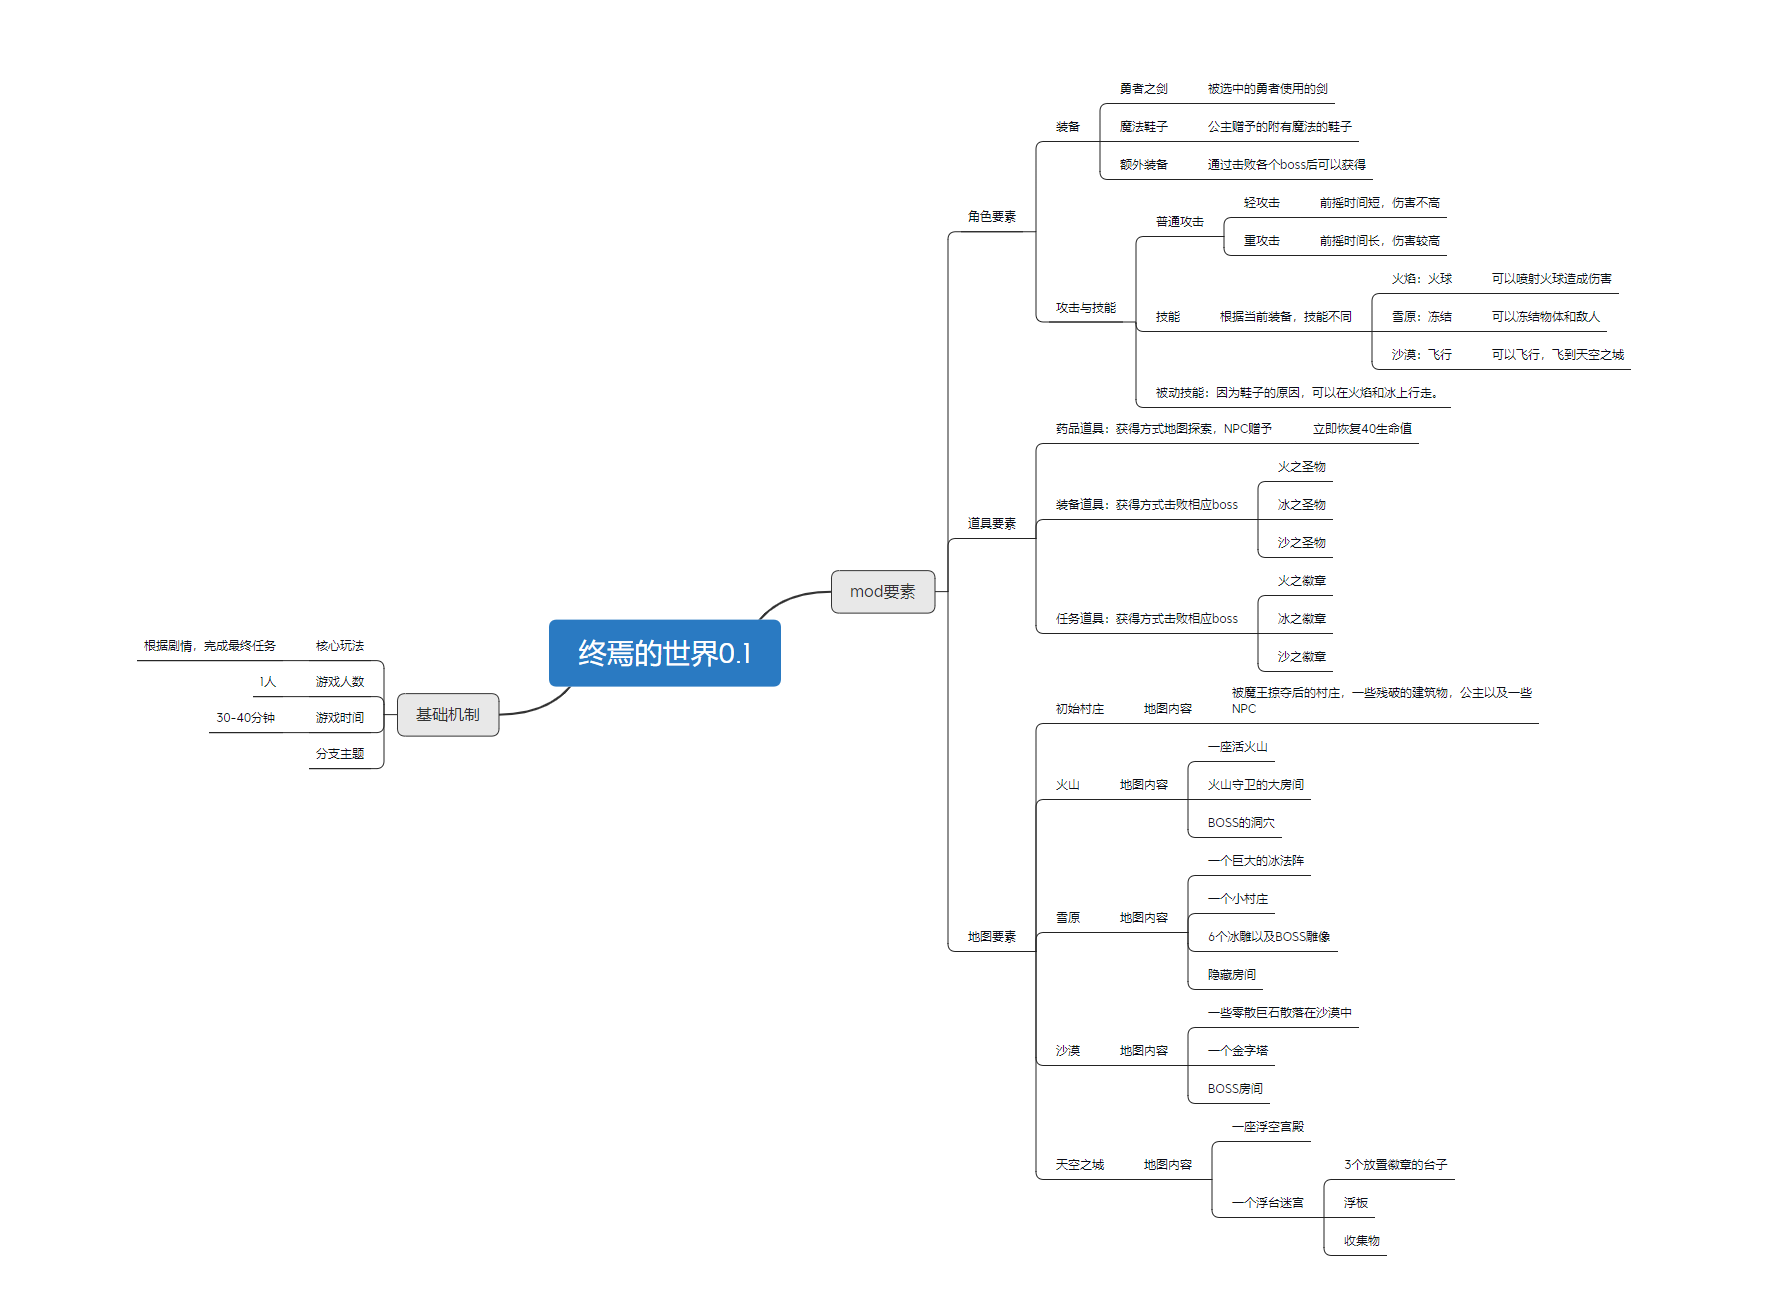 终焉的世界0.1
mod要素
角色要素
装备
勇者之剑
被选中的勇者使用的剑
魔法鞋子
公主赠予的附有魔法的鞋子
额外装备
通过击败各个boss后可以获得
攻击与技能
普通攻击
轻攻击
前摇时间短，伤害不高
重攻击
前摇时间长，伤害较高
技能
根据当前装备，技能不同
火焰：火球
可以喷射火球造成伤害
雪原：冻结
可以冻结物体和敌人
沙漠：飞行
可以飞行，飞到天空之城
被动技能：因为鞋子的原因，可以在火焰和冰上行走。
道具要素
药品道具：获得方式地图探索，NPC赠予
立即恢复40生命值
装备道具：获得方式击败相应boss
火之圣物
冰之圣物
沙之圣物
任务道具：获得方式击败相应boss
火之徽章
冰之徽章
沙之徽章
地图要素
初始村庄
地图内容
被魔王掠夺后的村庄，一些残破的建筑物，公主以及一些
NPC
火山
地图内容
一座活火山
火山守卫的大房间
BOSS的洞穴
雪原
地图内容
一个巨大的冰法阵
一个小村庄
6个冰雕以及BOSS雕像
隐藏房间
沙漠
地图内容
一些零散巨石散落在沙漠中
一个金字塔
BOSS房间
天空之城
地图内容
一座浮空宫殿
一个浮台迷宫
3个放置徽章的台子
浮板
收集物
基础机制
核心玩法
根据剧情，完成最终任务
游戏人数
1人
游戏时间
30-40分钟
分支主题